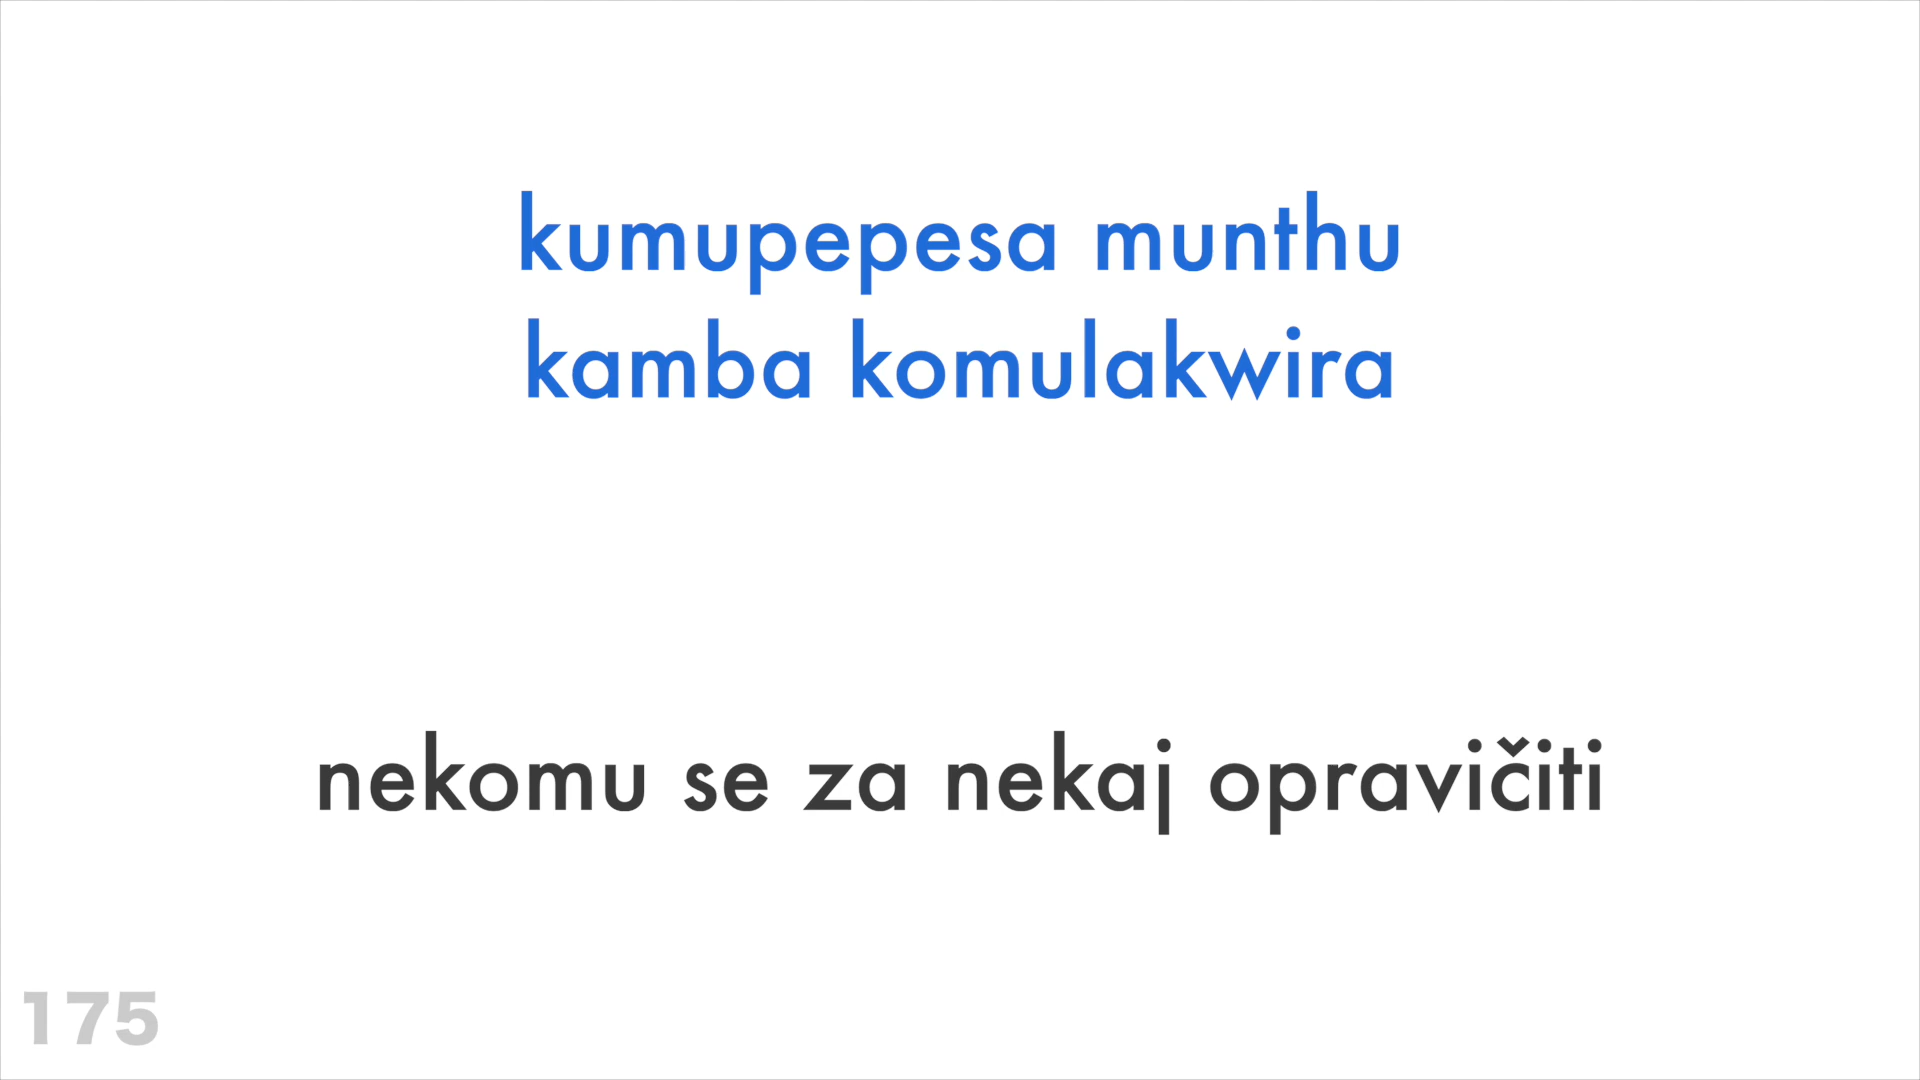 kumupepesa munthu
kamba komulakwira
nekomu se za nekaj opravičiti
175